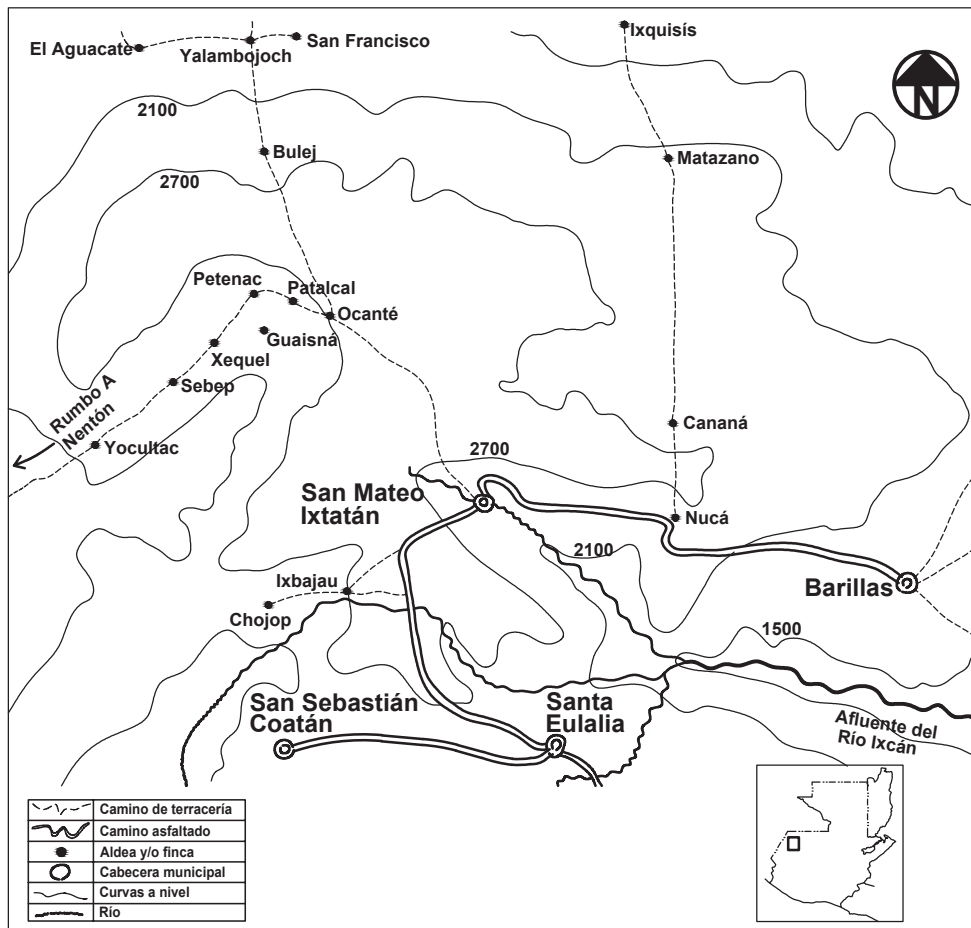 El Aguacate
Yalambojoch
San Francisco
Ixquisís
N
2100
Bulej
Matazano
2700
Petenac
Patalcal
Ocanté
Guaisná
Xequel
Sebep
Rumbo A
Nentón
Yocultac
Cananá
2700
San Mateo
Ixtatán
Nucá
2100
Ixbajau
Barillas
Chojop
1500
San Sebastián
Coatán
Santa
Eulalia
Afluente del
Río Ixcán
Camino de terracería
Camino asfaltado
Aldea y/o finca
Cabecera municipal
Curvas a nivel
Río